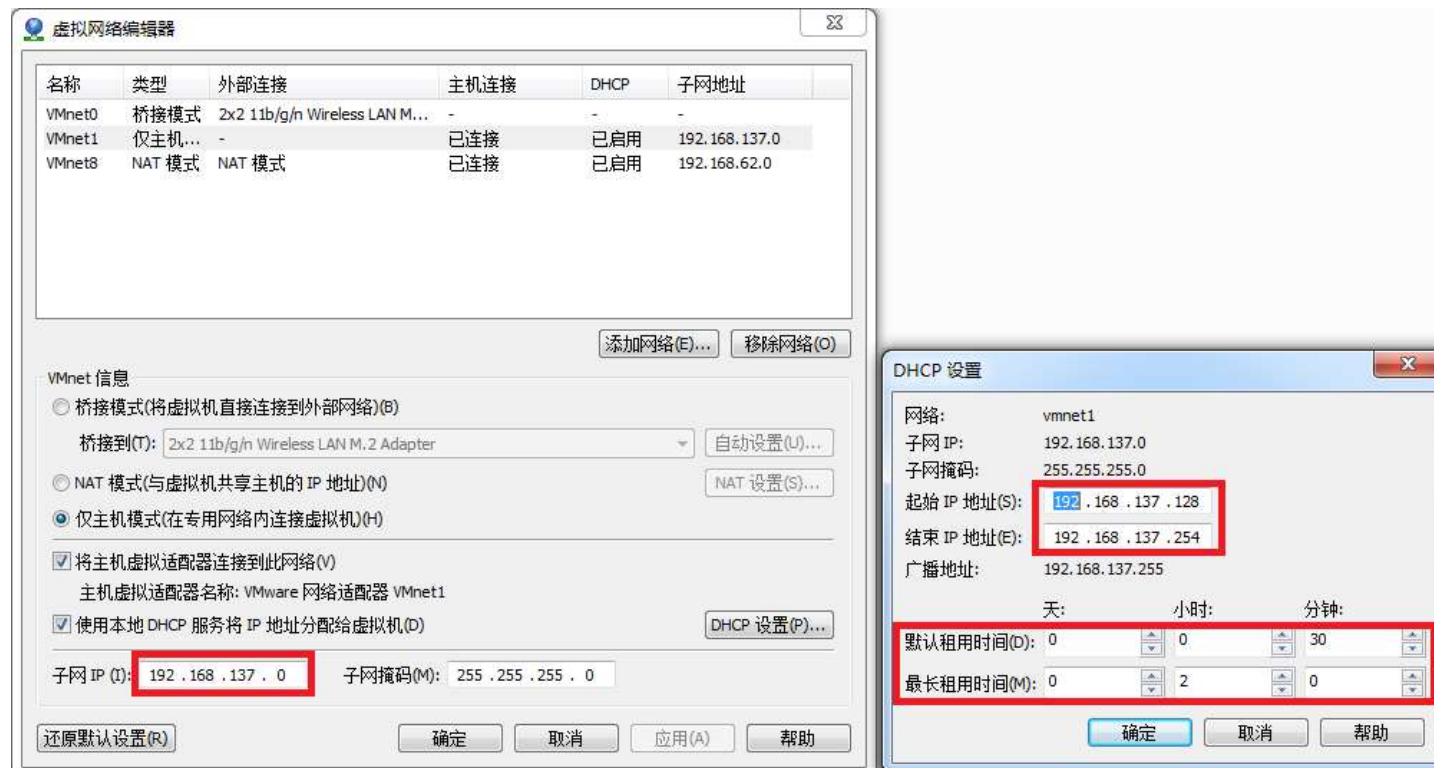 虚拟网络编辑器
名称 类型 外部连接 主机连接 DHCP 子网地址
VMnet0 桥接模式 2x2 11b/g/n Wireless LAN M... - - -
VMnet1 仅主机... - 已连接 已启用 192.168.137.0
VMnet8 NAT 模式 NAT 模式 已连接 已启用 192.168.62.0
添加网络(E)... 移除网络(O)
VMnet 信息
桥接模式(将虚拟机直接连接到外部网络)(B)
桥接到(T): 2x2 11b/g/n Wireless LAN M.2 Adapter 自动设置(U)...
NAT 模式(与虚拟机共享主机的 IP 地址)(N) NAT 设置(S)...
仅主机模式(在专用网络内连接虚拟机)(H)
将主机虚拟适配器连接到此网络(V)
主机虚拟适配器名称: VMware 网络适配器 VMnet1
使用本地 DHCP 服务将 IP 地址分配给虚拟机(D) DHCP 设置(P)...
子网 IP (I): 192 . 168 . 137 . 0 子网掩码(M): 255 . 255 . 255 . 0
还原默认设置(R) 确定 取消 应用(A) 帮助
DHCP 设置
网络: vmnet1
子网 IP: 192.168.137.0
子网掩码: 255.255.255.0
起始 IP 地址(S): 192 . 168 . 137 . 128
结束 IP 地址(E): 192 . 168 . 137 . 254
广播地址: 192.168.137.255
天: 小时: 分钟:
默认租用时间(D): 0 0 30
最长租用时间(M): 0 2 0
确定 取消 帮助